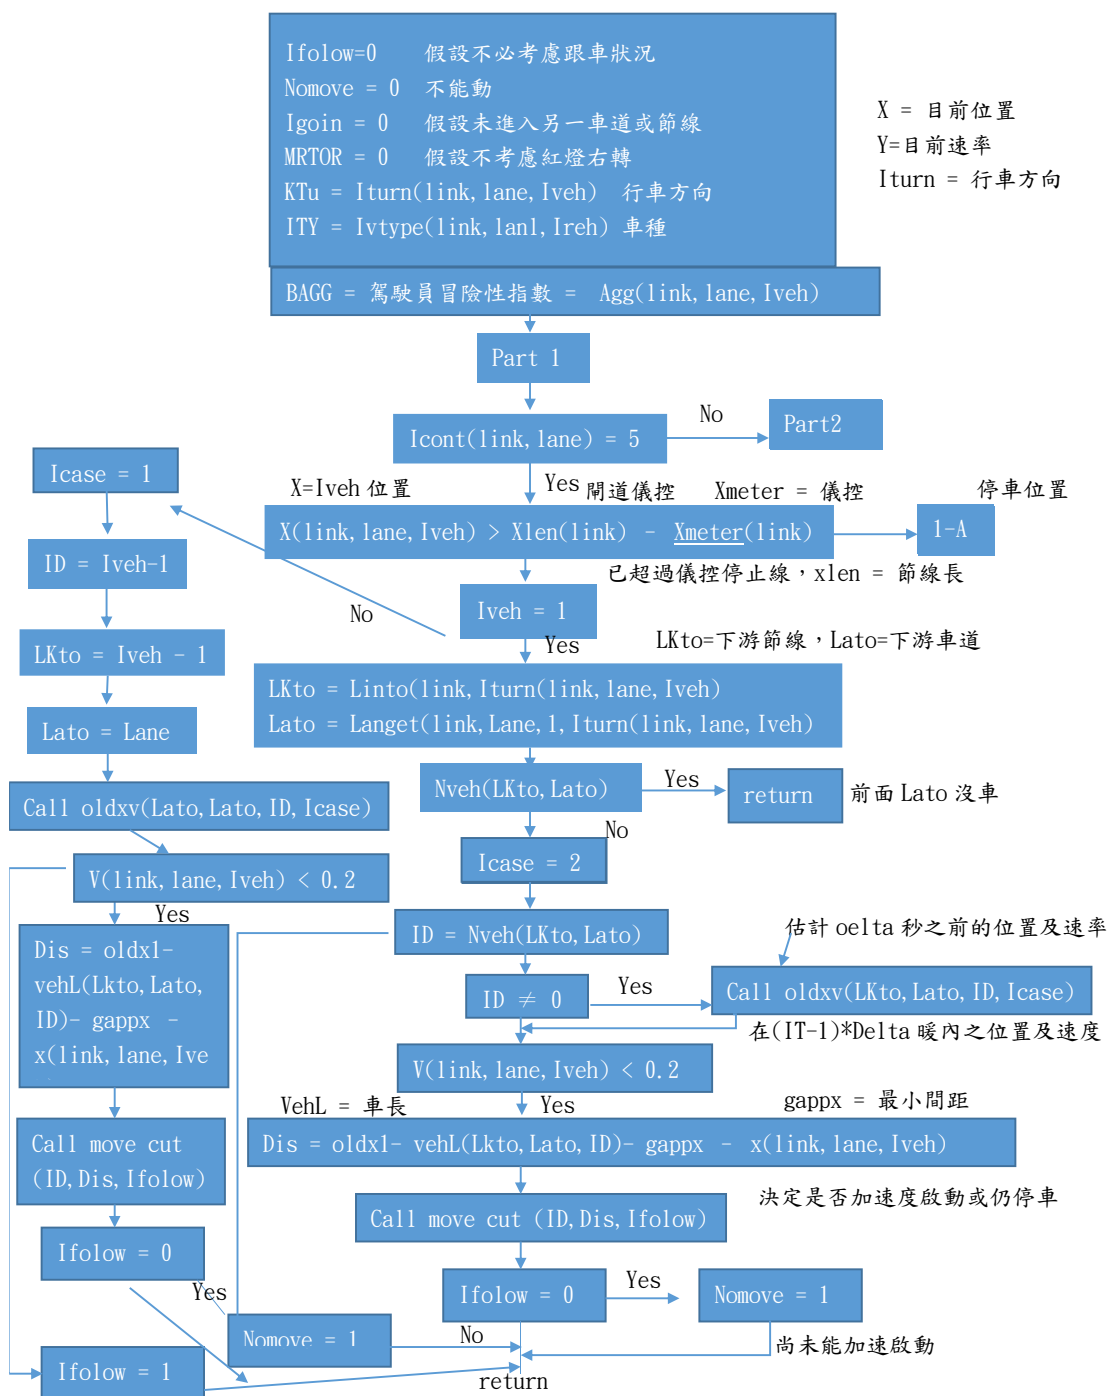 Ifolow=0 假設不必考慮跟車狀況
Nomove = 0 不能動
Igoin = 0 假設未進入另一車道或節線
MRTOR = 0 假設不考慮紅燈右轉
KTu = Iturn(link,lane,Iveh) 行車方向
ITY = Ivtype(link,lanl,Ireh) 車種
X = 目前位置
Y=目前速率
Iturn = 行車方向
BAGG = 駕駛員冒險性指數 = Agg(link,lane,Iveh)
Part 1
Icont(link,lane) = 5
No
Part2
Yes
閘道儀控
Xmeter = 儀控
停車位置
X=Iveh 位置
X(link,lane,Iveh) > Xlen(link) - Xmeter(link)
1-A
已超過儀控停止線，xlen = 節線長
Iveh = 1
No
Yes
LKto=下游節線，Lato=下游車道
Icase = 1
ID = Iveh-1
LKto = Iveh - 1
Lato = Lane
Call oldxv(Lato,Lato,ID,Icase)
V(link,lane,Iveh) < 0.2
Yes
Dis = oldx1-
vehL(Lkto,Lato,
ID)- gappx -
x(link,lane,Ive
Call move cut
(ID,Dis,Ifolow)
Ifolow = 0
Yes
Nomove = 1
Ifolow = 1
LKto = Linto(link,Iturn(link,lane,Iveh)
Lato = Langet(link,Lane,1,Iturn(link,lane,Iveh)
Nveh(LKto,Lato)
Yes
return
前面 Lato 沒車
No
Icase = 2
ID = Nveh(LKto,Lato)
估計 oelta 秒之前的位置及速率
ID ≠ 0
Yes
Call oldxv(LKto,Lato,ID,Icase)
在(IT-1)*Delta 暖內之位置及速度
V(link,lane,Iveh) < 0.2
VehL = 車長
Yes
gappx = 最小間距
Dis = oldx1- vehL(Lkto,Lato,ID)- gappx - x(link,lane,Iveh)
決定是否加速度啟動或仍停車
Call move cut (ID,Dis,Ifolow)
Ifolow = 0
Yes
Nomove = 1
No
尚未能加速啟動
return